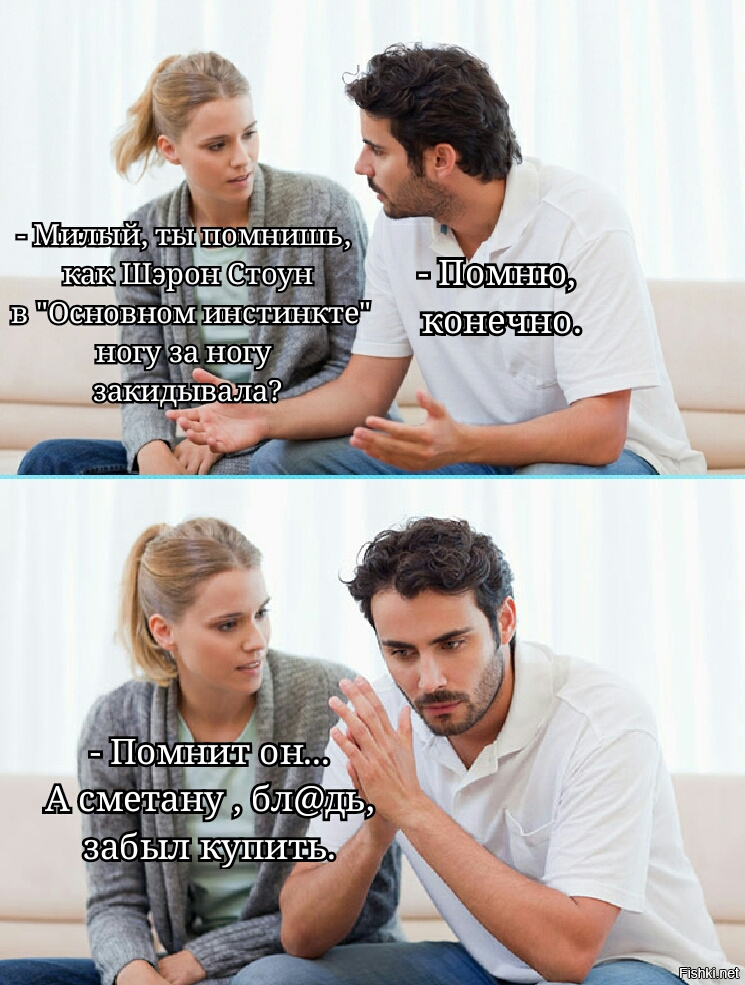 - Милый, ты помнишь,
как Шэрон Стоун
в "Основном инстинкте"
ногу за ногу
закидывала?
- Помню,
конечно.
- Помнит он...
А сметану , бл@дь,
забыл купить.
Fishki.net